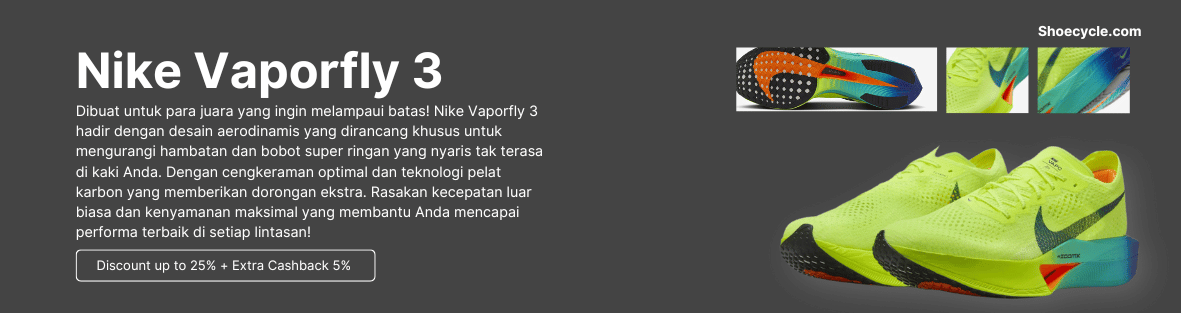 Shoecycle.com
Nike Vaporfly 3
Dibuat untuk para juara yang ingin melampaui batas! Nike Vaporfly 3
hadir dengan desain aerodinamis yang dirancang khusus untuk
mengurangi hambatan dan bobot super ringan yang nyaris tak terasa
di kaki Anda. Dengan cengkeraman optimal dan teknologi pelat
karbon yang memberikan dorongan ekstra. Rasakan kecepatan luar
biasa dan kenyamanan maksimal yang membantu Anda mencapai
performa terbaik di setiap lintasan!
Discount up to 25% + Extra Cashback 5%